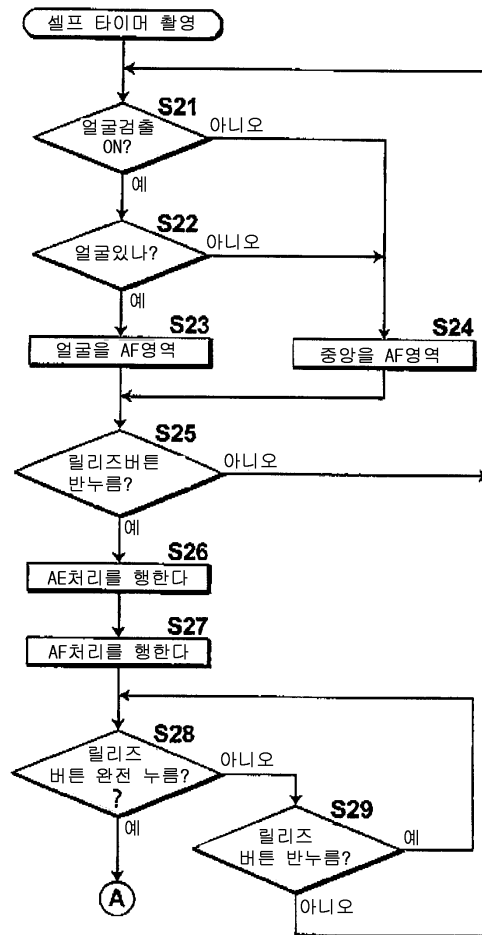 셀프 타이머 촬영
S21
얼굴검출
ON?
아니오
예
S22
얼굴있나?
아니오
예
S23
얼굴을 AF영역
S24
중앙을 AF영역
S25
릴리즈버튼
반누름?
아니오
예
S26
AE처리를 행한다
S27
AF처리를 행한다
S28
릴리즈
버튼 완전 누름?
?
아니오
예
S29
릴리즈
버튼 반누름?
예
아니오
A